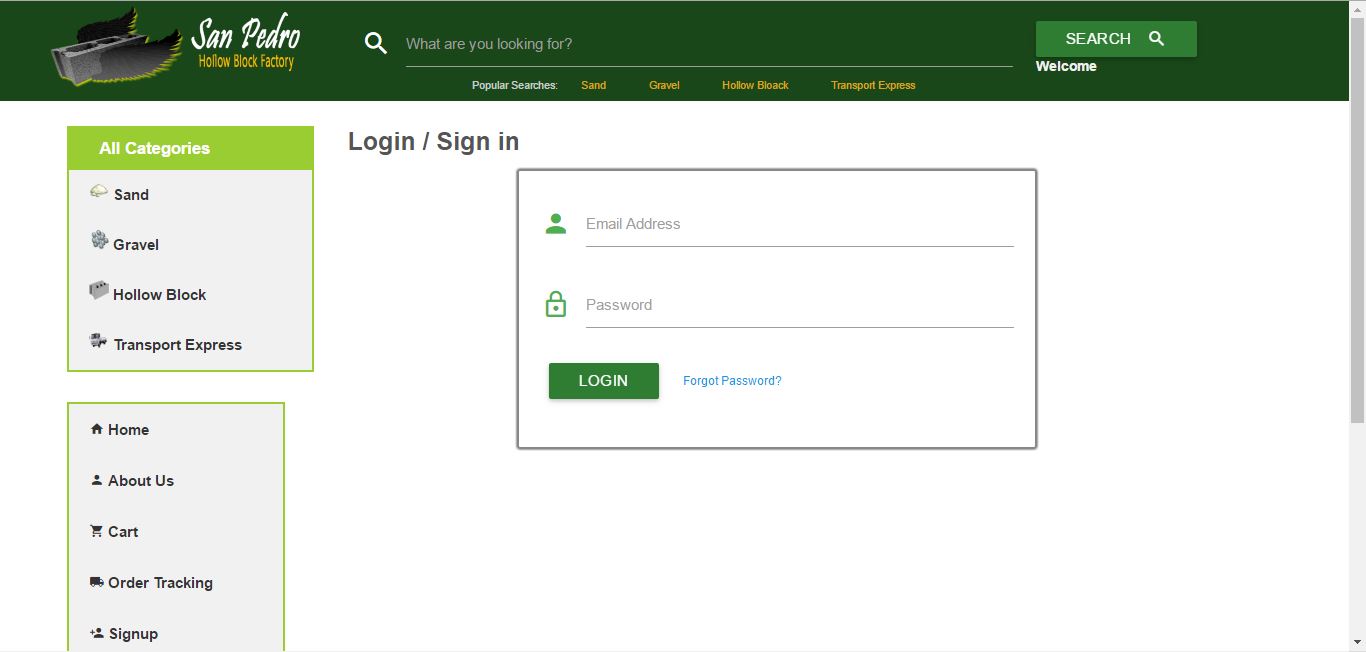 San Pedro
Hollow Block Factory
What are you looking for?
SEARCH
Welcome
Popular Searches: Sand Gravel Hollow Bloack Transport Express
All Categories
Sand
Gravel
Hollow Block
Transport Express
Home
About Us
Cart
Order Tracking
Signup
Login / Sign in
Email Address
Password
LOGIN Forgot Password?